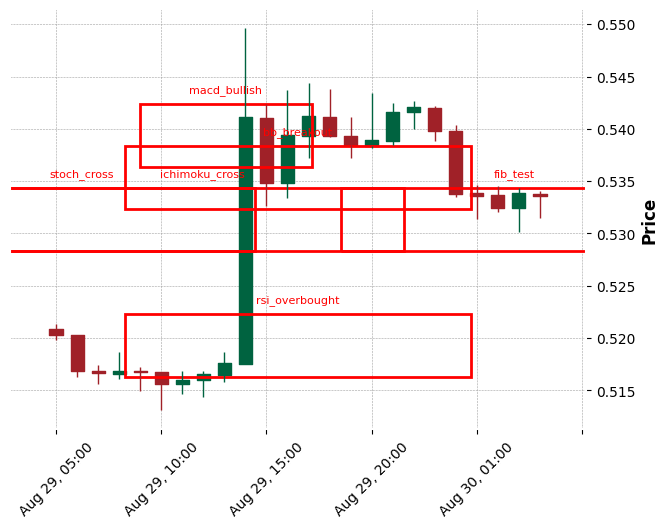 0.550
0.545
macd_bullish
0.540
stoch_cross
ichimoku_cross
fib_test
0.535
Price
0.530
0.525
rsi_overbought
0.520
0.515
Aug 29, 05:00
Aug 29, 10:00
Aug 29, 15:00
Aug 29, 20:00
Aug 30, 01:00